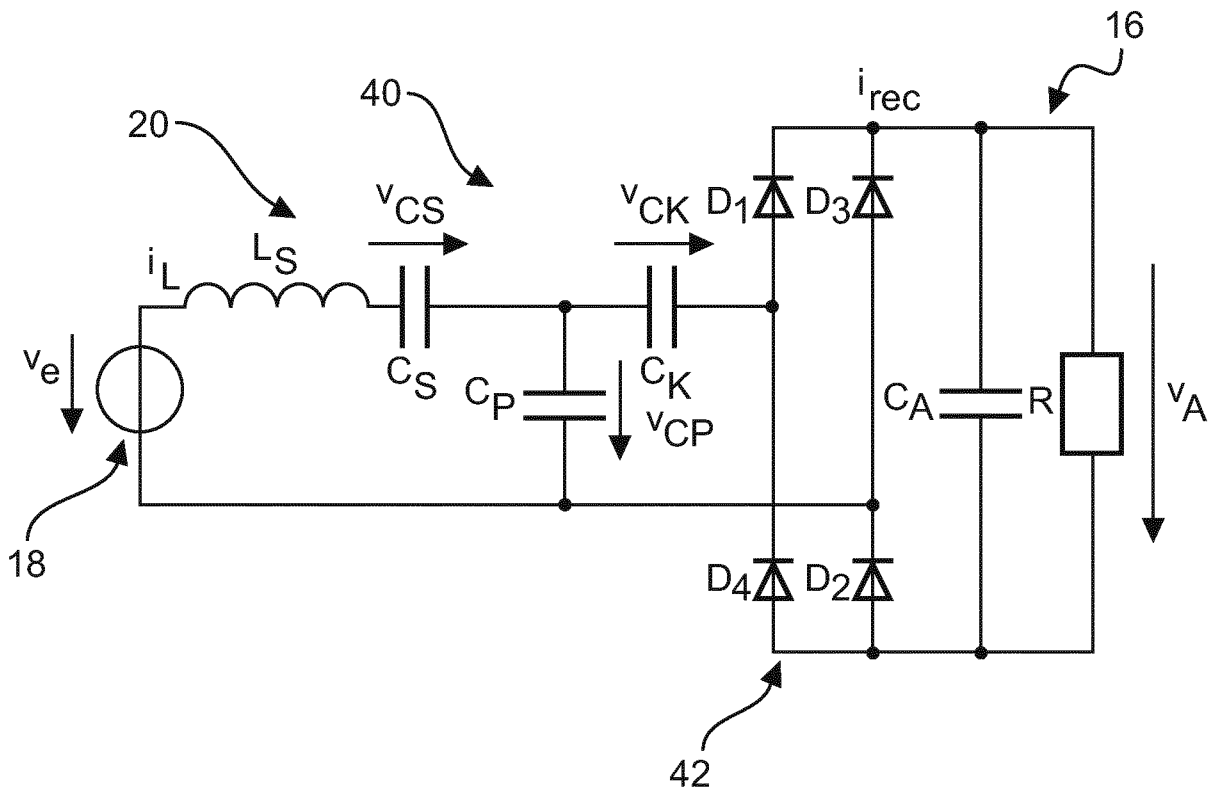 16
i_rec
40
20
v_CS
v_CK
D_1
D_3
i_L
L_S
v_e
C_S
C_P
C_K
v_CP
C_A
R
v_A
18
D_4
D_2
42